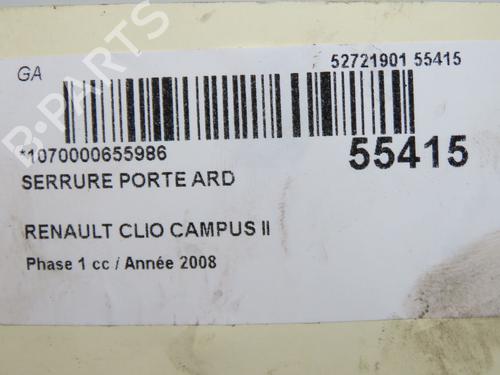 GA
52721901 55415
*1070000655986
55415
SERRURE PORTE ARD
RENAULT CLIO CAMPUS II
Phase 1 cc / Année 2008
B-PARTS